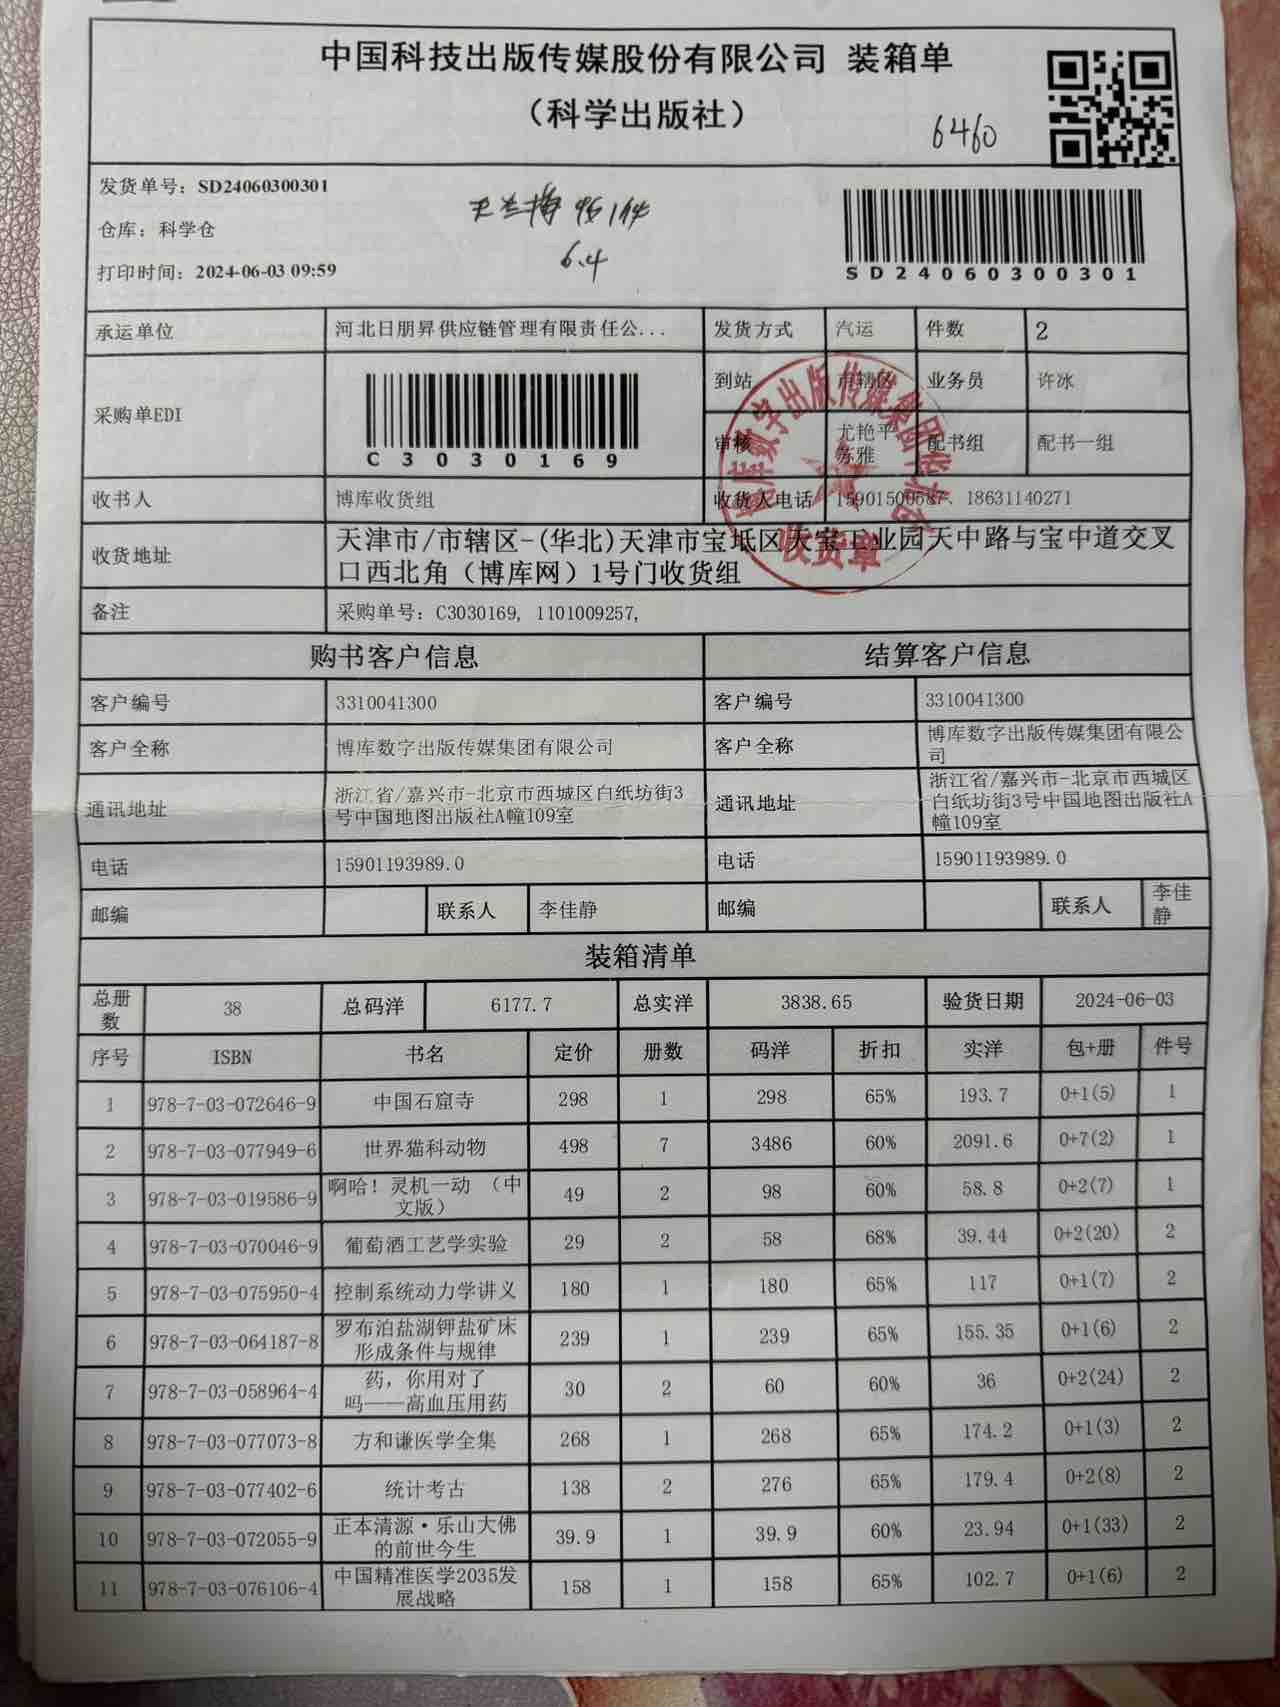 中国科技出版传媒股份有限公司 装箱单
（科学出版社）
6460
发货单号：SD24060300301
仓库：科学仓
打印时间：2024-06-03 09:59
6.4
SD24060300301
承运单位 河北日朋昇供应链管理有限责任公... 发货方式 汽运 件数 2
采购单EDI C3030169 到站 市辖区 业务员 许冰
审核 尤艳平 苏雅 配书组 配书一组
收书人 博库收货组 收货人电话 15901500587、18631140271
收货地址 天津市/市辖区-(华北)天津市宝坻区天宝工业园天中路与宝中道交叉
口西北角（博库网）1号门收货组
收货章
备注 采购单号：C3030169, 1101009257,
购书客户信息 结算客户信息
客户编号 3310041300 客户编号 3310041300
客户全称 博库数字出版传媒集团有限公司 客户全称 博库数字出版传媒集团有限公司
通讯地址 浙江省/嘉兴市-北京市西城区白纸坊街3号中国地图出版社A幢109室 通讯地址 浙江省/嘉兴市-北京市西城区白纸坊街3号中国地图出版社A幢109室
电话 15901193989.0 电话 15901193989.0
邮编 联系人 李佳静 邮编 联系人 李佳静
装箱清单
总册数 38 总码洋 6177.7 总实洋 3838.65 验货日期 2024-06-03
序号 ISBN 书名 定价 册数 码洋 折扣 实洋 包+册 件号
1 978-7-03-072646-9 中国石窟寺 298 1 298 65% 193.7 0+1(5) 1
2 978-7-03-077949-6 世界猫科动物 498 7 3486 60% 2091.6 0+7(2) 1
3 978-7-03-019586-9 啊哈！灵机一动 （中文版） 49 2 98 60% 58.8 0+2(7) 1
4 978-7-03-070046-9 葡萄酒工艺学实验 29 2 58 68% 39.44 0+2(20) 2
5 978-7-03-075950-4 控制系统动力学讲义 180 1 180 65% 117 0+1(7) 2
6 978-7-03-064187-8 罗布泊盐湖钾盐矿床形成条件与规律 239 1 239 65% 155.35 0+1(6) 2
7 978-7-03-058964-4 药，你用对了吗——高血压用药 30 2 60 60% 36 0+2(24) 2
8 978-7-03-077073-8 方和谦医学全集 268 1 268 65% 174.2 0+1(3) 2
9 978-7-03-077402-6 统计考古 138 2 276 65% 179.4 0+2(8) 2
10 978-7-03-072055-9 正本清源·乐山大佛的前世今生 39.9 1 39.9 60% 23.94 0+1(33) 2
11 978-7-03-076106-4 中国精准医学2035发展战略 158 1 158 65% 102.7 0+1(6) 2